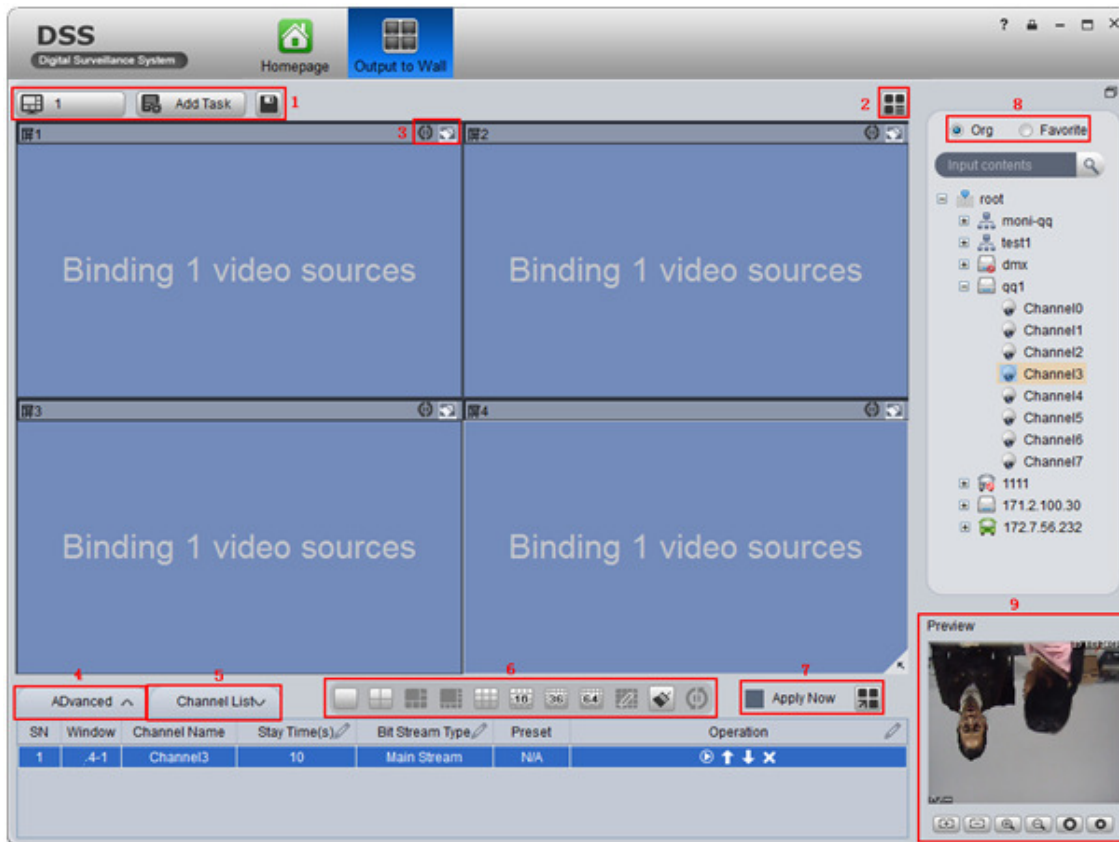 DSS
Digital Surveillance System
Homepage
Output to Wall
?
1
Add Task
1
2
8
Org
Favorite
屏1
3
屏2
Input contents
root
moni-qq
test1
dmx
qq1
Channel0
Channel1
Channel2
Channel3
Channel4
Channel5
Channel6
Channel7
1111
171.2.100.30
172.7.56.232
Binding 1 video sources
Binding 1 video sources
屏3
屏4
Binding 1 video sources
Binding 1 video sources
9
Preview
4
5
6
7
ADvanced
Channel List
16
36
64
Apply Now
SN Window Channel Name Stay Time(s) Bit Stream Type Preset Operation
1 .4-1 Channel3 10 Main Stream N/A